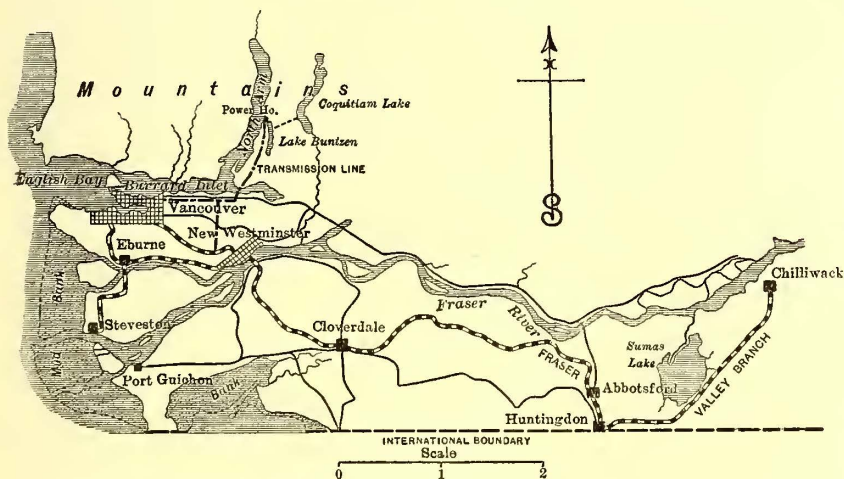 Mountains
Power Ho.
North Arm
Coquitlam Lake
Lake Buntzen
TRANSMISSION LINE
English Bay
Burrard Inlet
Vancouver
New Westminster
Eburne
Chilliwack
Fraser River
Bank
Steveston
Cloverdale
Sumas
Lake
Mud
Port Guichon
Bank
FRASER
VALLEY BRANCH
Abbotsford
Huntingdon
INTERNATIONAL BOUNDARY
Scale
0 1 2